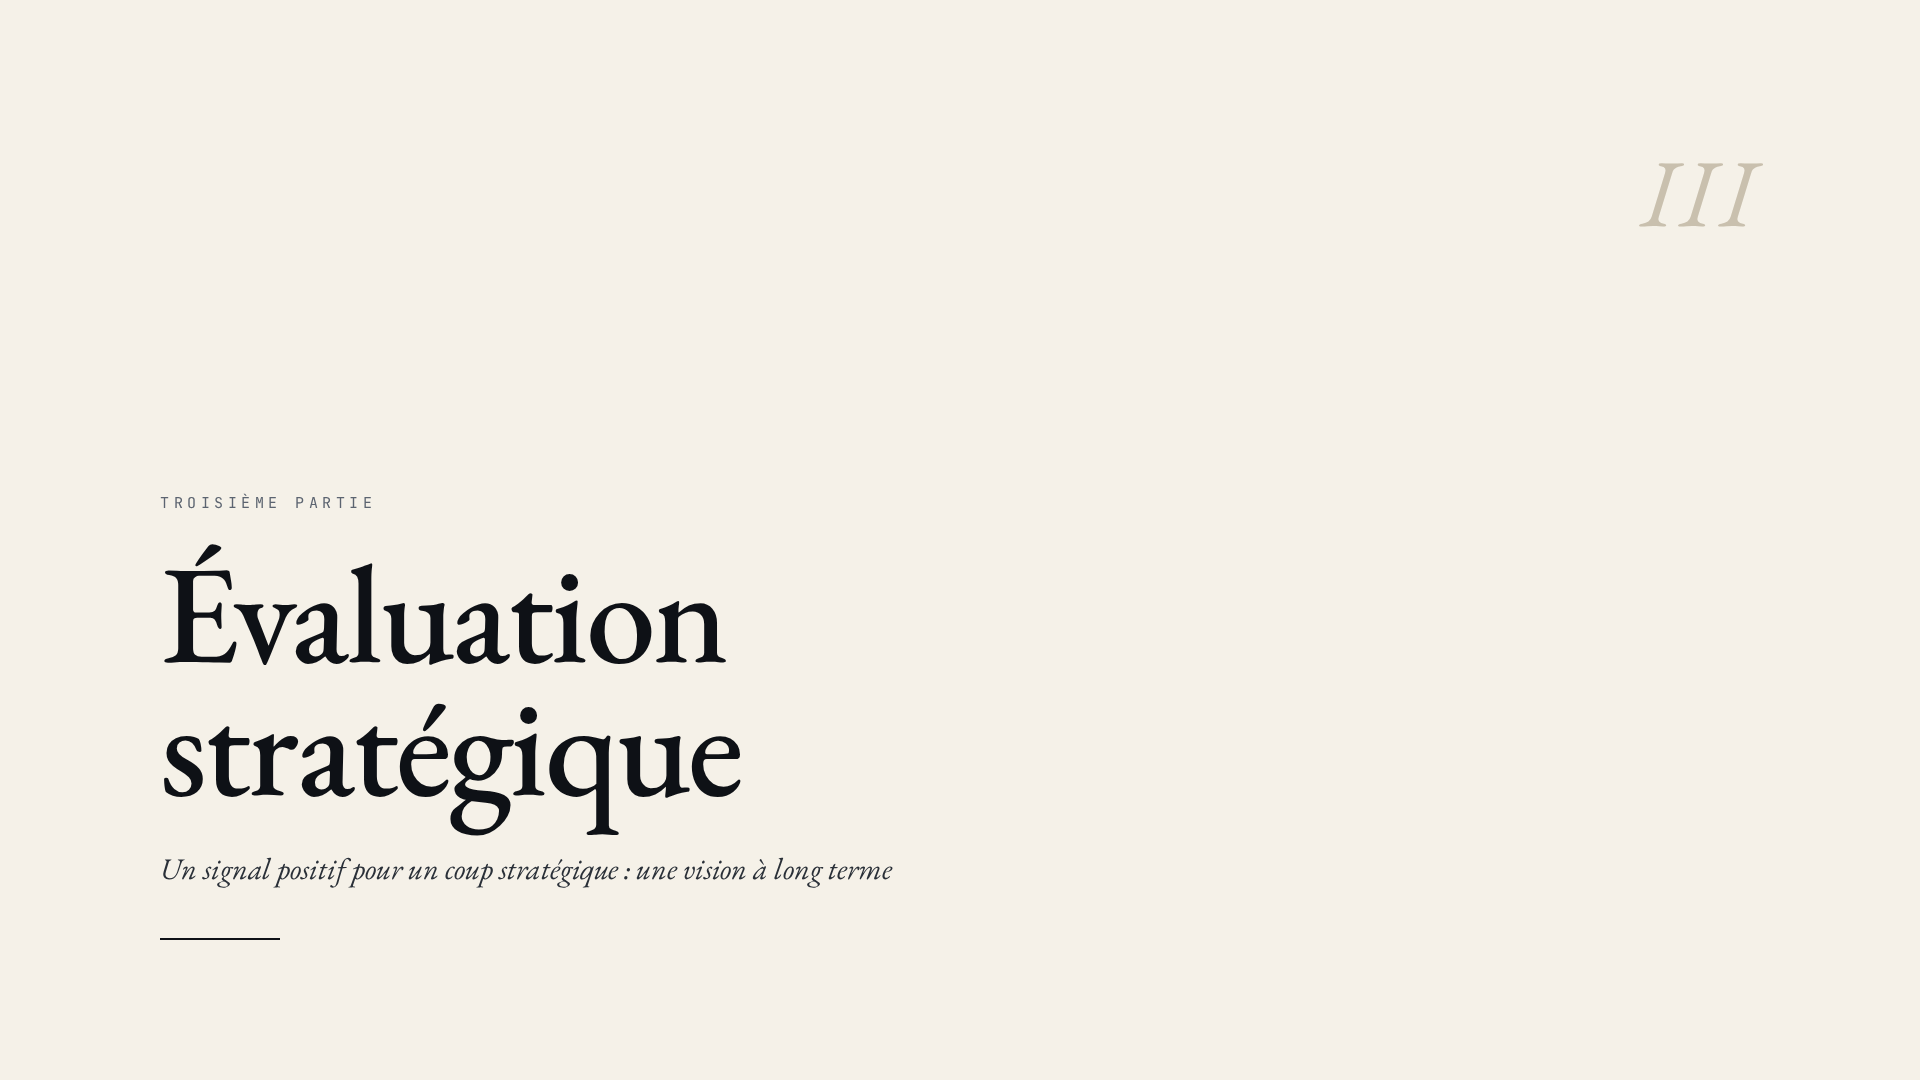 III
TROISIÈME PARTIE
Évaluation
stratégique
Un signal positif pour un coup stratégique : une vision à long terme